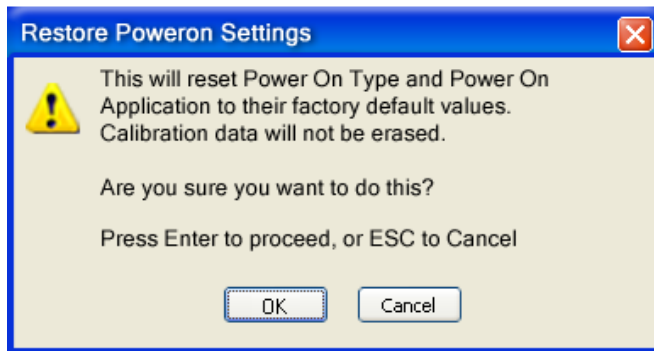 Restore Poweron Settings
This will reset Power On Type and Power On
Application to their factory default values.
Calibration data will not be erased.
Are you sure you want to do this?
Press Enter to proceed, or ESC to Cancel
OK
Cancel